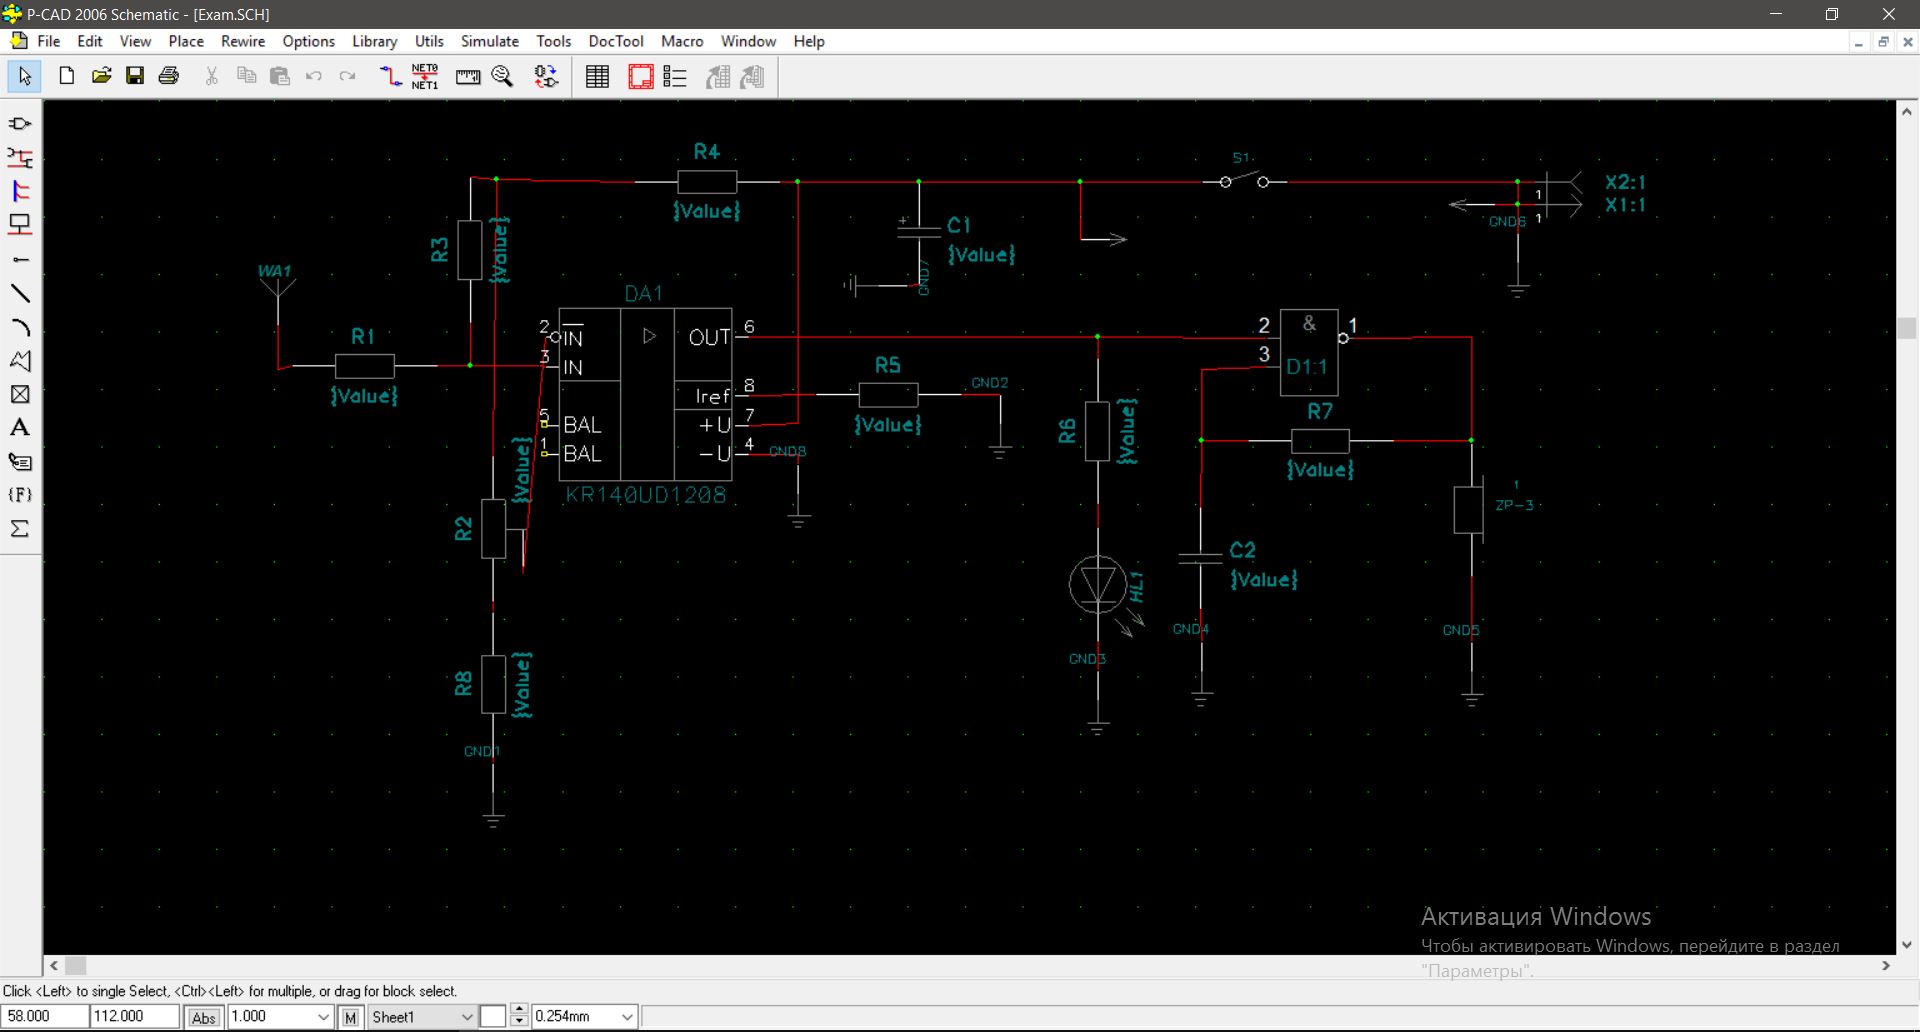 P-CAD 2006 Schematic - [Exam.SCH]
File Edit View Place Rewire Options Library Utils Simulate Tools DocTool Macro Window Help
NET0
NET1
A
{F}
Σ
R4
{Value}
S1
X2:1
X1:1
1
1
GND6
R3
{Value}
+
C1
{Value}
GND7
WA1
DA1
R1
{Value}
2
3
5
1
IN
IN
BAL
BAL
OUT
Iref
+U
-U
6
8
7
4
GND8
KR140UD1208
R5
{Value}
GND2
2
3
&
D1:1
1
R7
{Value}
R6
{Value}
1
ZP-3
R2
{Value}
C2
{Value}
HL1
GND4
GND5
GND3
R8
{Value}
GND1
Активация Windows
Чтобы активировать Windows, перейдите в раздел
"Параметры".
Click <Left> to single Select, <Ctrl><Left> for multiple, or drag for block select.
58.000 112.000 Abs 1.000 M Sheet1 0.254mm